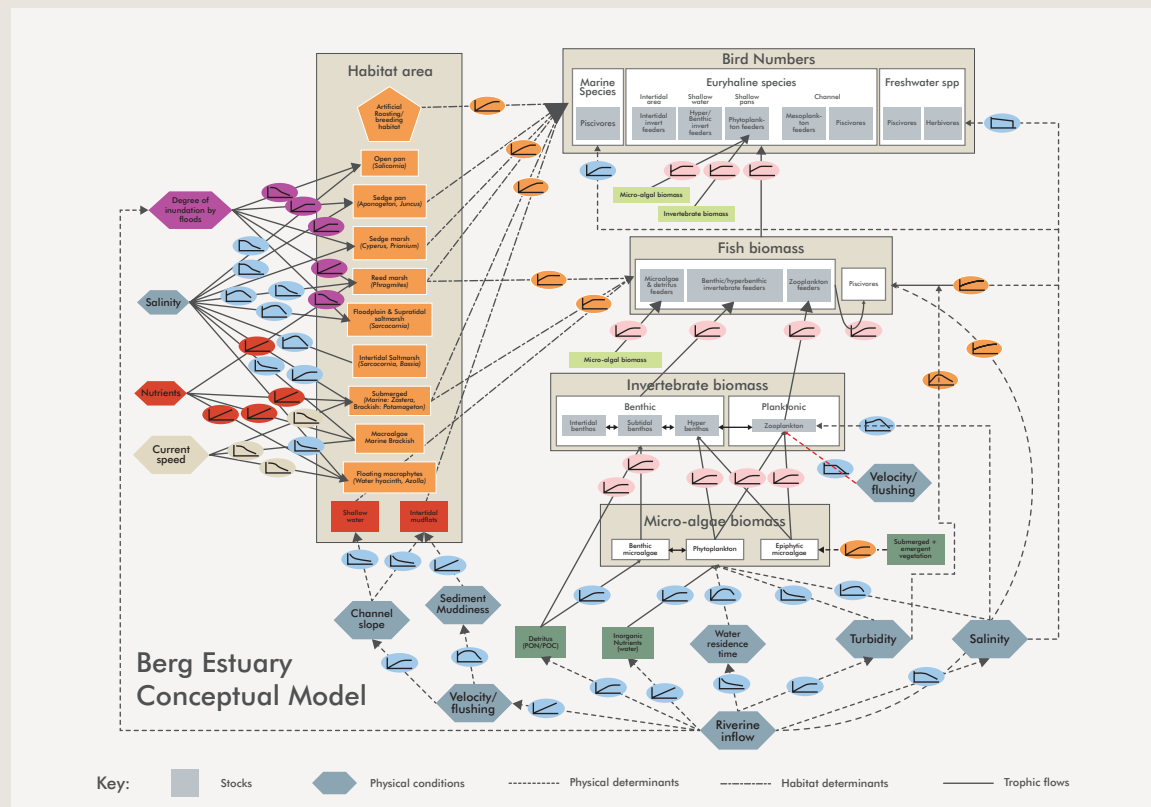 Habitat area
Artificial
Roosting/
breeding
habitat
Open pan
(Salicornia)
Sedge pan
(Aponogeton, Juncus)
Sedge marsh
(Cyperus, Prionium)
Reed marsh
(Phragmites)
Floodplain & Supratidal
saltmarsh
(Sarcocornia)
Intertidal Saltmarsh
(Sarcocornia, Bassia)
Submerged
(Marine: Zostera,
Brackish: Potamogeton)
Macroalgae
Marine Brackish
Floating macrophytes
(Water hyacinth, Azolla)
Shallow
water
Intertidal
mudflats
Degree of
inundation by
floods
Salinity
Nutrients
Current
speed
Bird Numbers
Marine
Species
Piscivores
Euryhaline species
Intertidal
area
Shallow
water
Shallow
pans
Channel
Intertidal
invert
feeders
Hyper/
Benthic
invert
feeders
Phytoplank-
ton feeders
Mesoplank-
ton
feeders
Piscivores
Freshwater spp
Piscivores
Herbivores
Micro-algal biomass
Invertebrate biomass
Fish biomass
Microalgae
& detritus
feeders
Benthic/hyperbenthic
invertebrate feeders
Zooplankton
feeders
Piscivores
Micro-algal biomass
Invertebrate biomass
Benthic
Intertidal
benthos
Subtidal
benthos
Hyper
benthos
Planktonic
Zooplankton
Velocity/
flushing
Micro-algae biomass
Benthic
microalgae
Phytoplankton
Epiphytic
microalgae
Submerged +
emergent
vegetation
Channel
slope
Sediment
Muddiness
Velocity/
flushing
Detritus
(PON/POC)
Inorganic
Nutrients
(water)
Water
residence
time
Turbidity
Salinity
Riverine
inflow
Berg Estuary
Conceptual Model
Key:
Stocks
Physical conditions
Physical determinants
Habitat determinants
Trophic flows